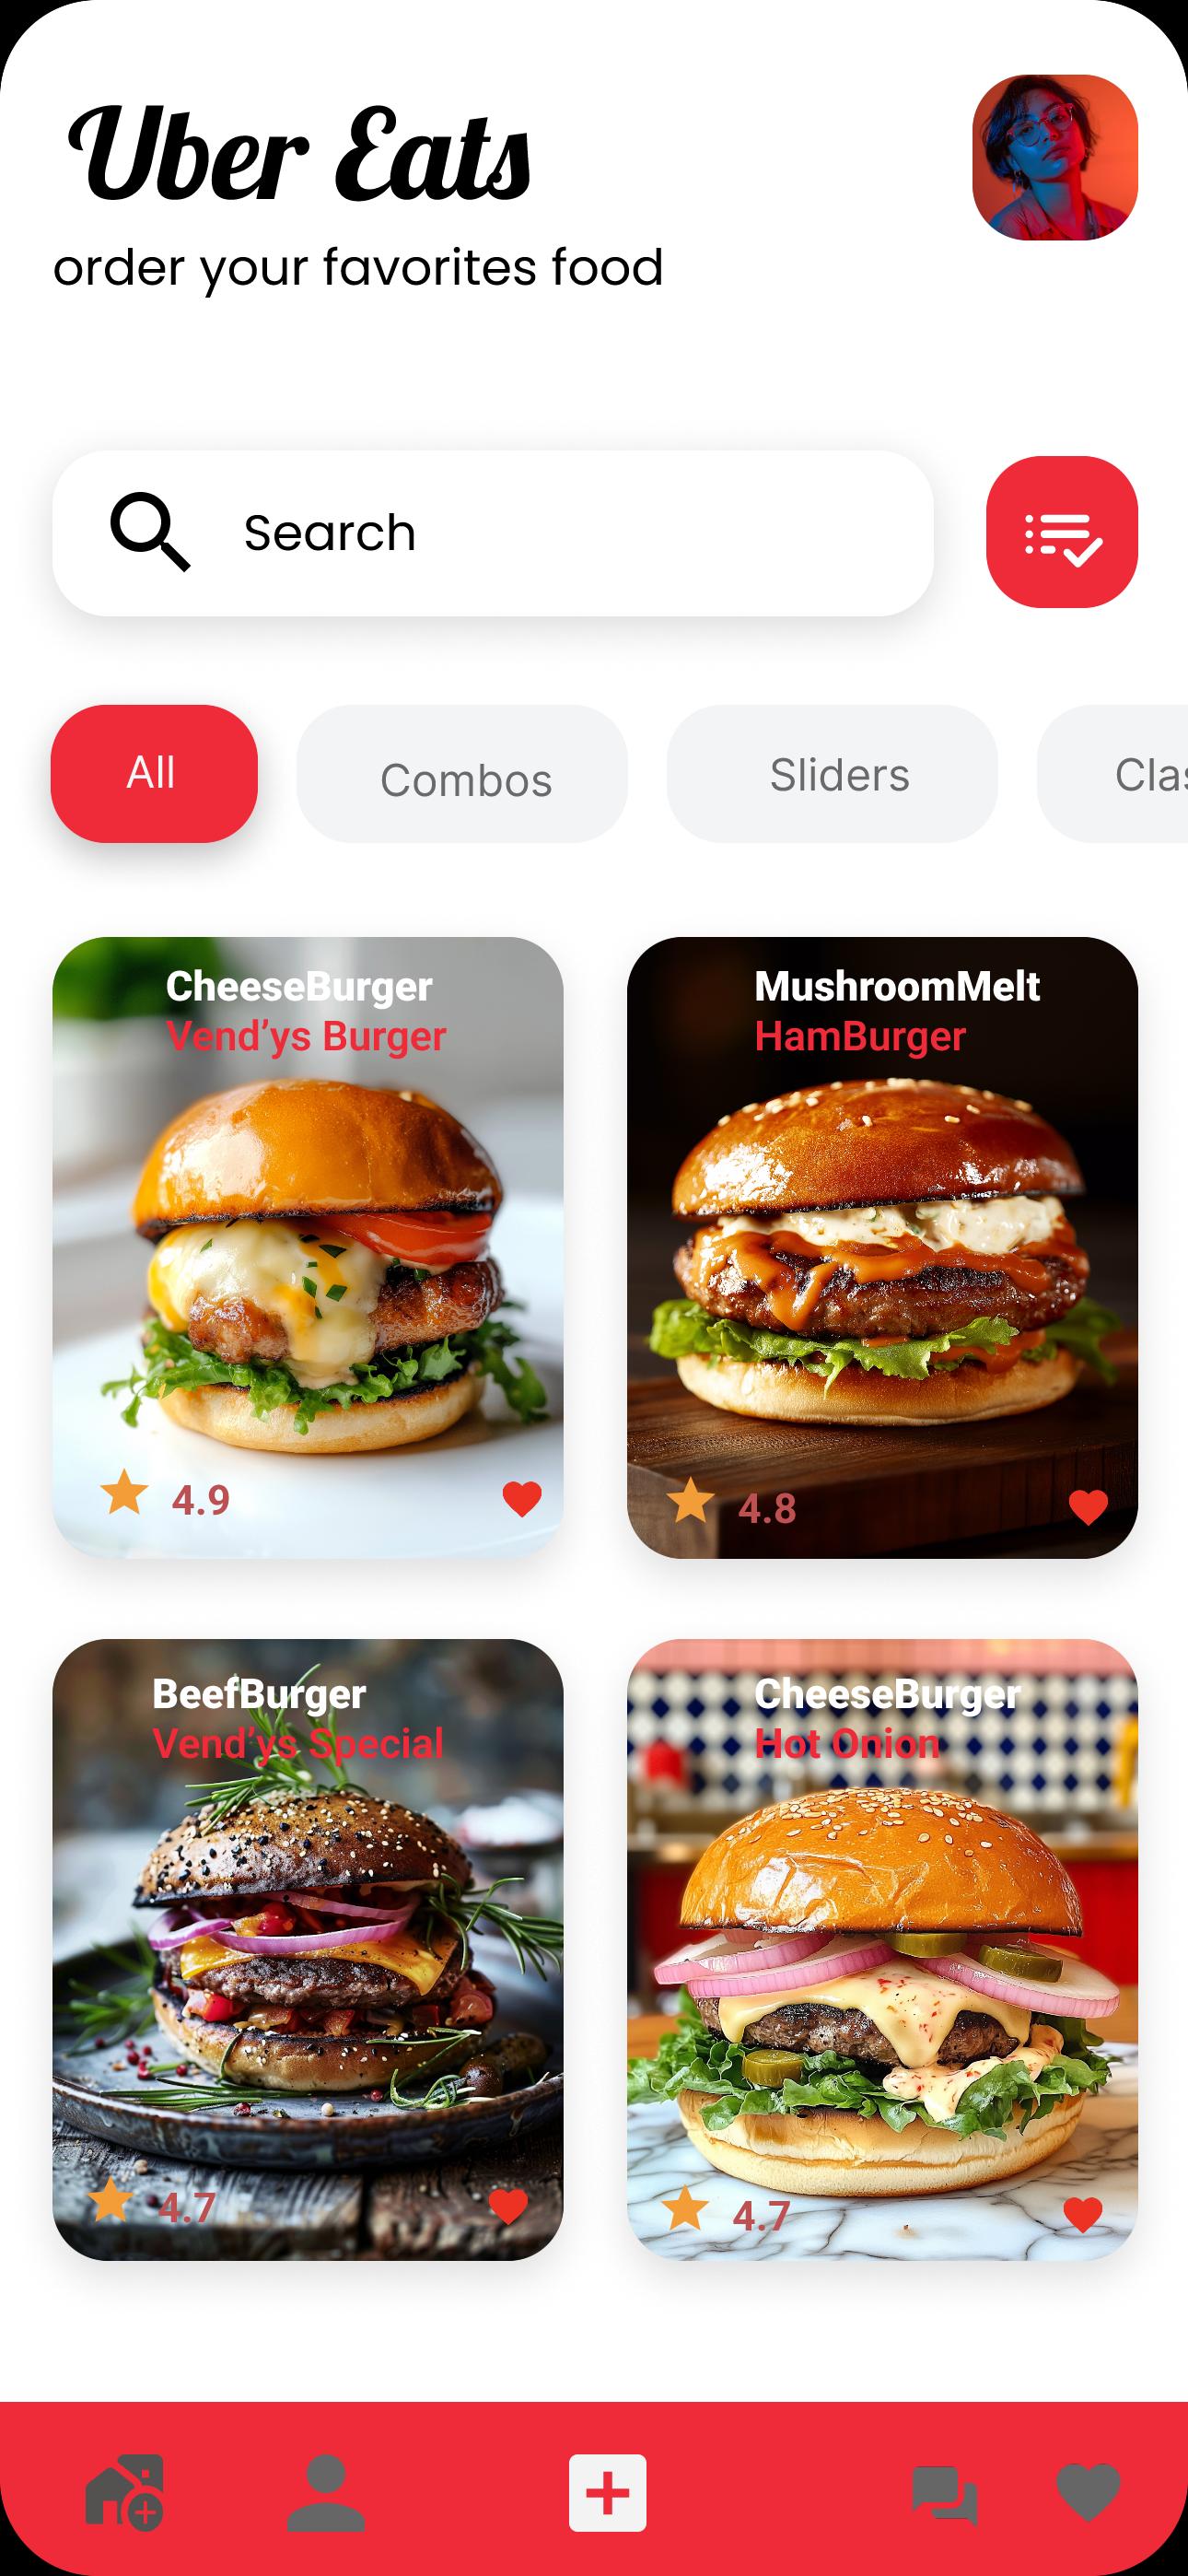 Uber Eats
order your favorites food
Search
All
Combos
Sliders
Clas
CheeseBurger
Vend’ys Burger
MushroomMelt
HamBurger
4.9
4.8
BeefBurger
Vend’ys Special
CheeseBurger
Hot Onion
4.7
4.7